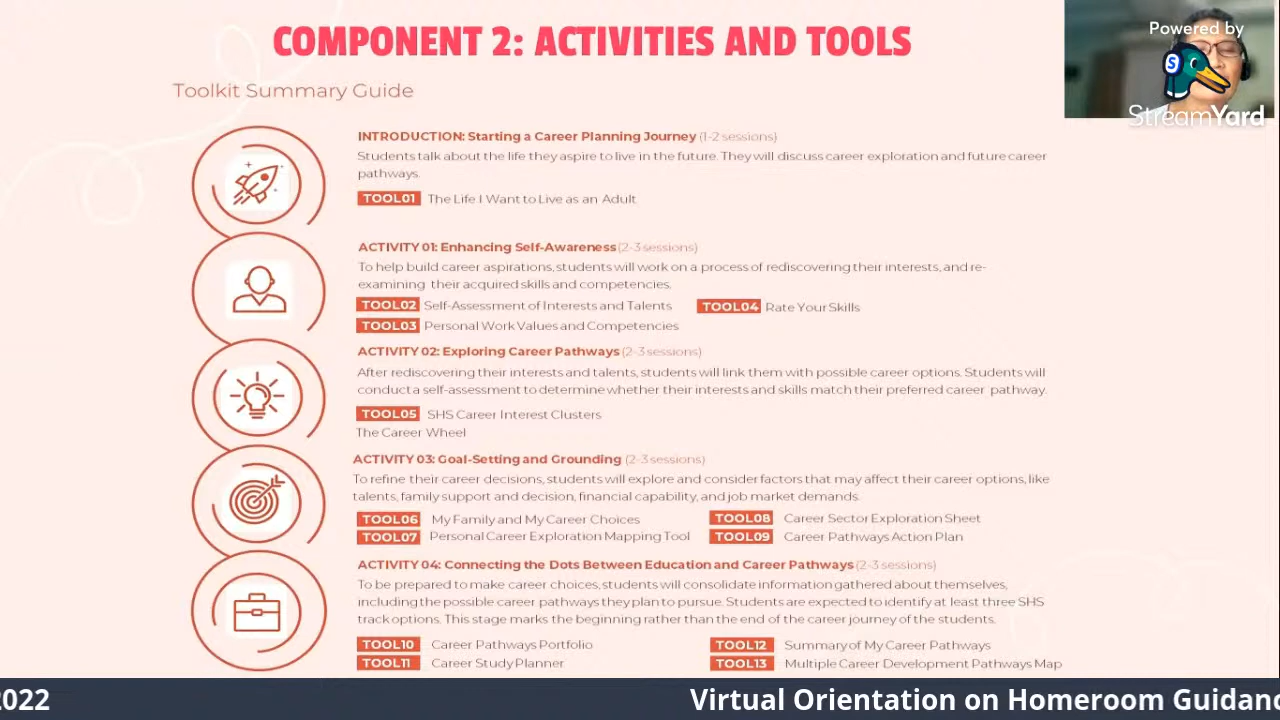 COMPONENT 2: ACTIVITIES AND TOOLS
Powered by
S
StreamYard
Toolkit Summary Guide
INTRODUCTION: Starting a Career Planning Journey (1-2 sessions)
Students talk about the life they aspire to live in the future. They will discuss career exploration and future career
pathways.
TOOL01 The Life I Want to Live as an Adult
ACTIVITY 01: Enhancing Self-Awareness (2-3 sessions)
To help build career aspirations, students will work on a process of rediscovering their interests, and re-
examining their acquired skills and competencies.
TOOL02 Self-Assessment of Interests and Talents TOOL04 Rate Your Skills
TOOL03 Personal Work Values and Competencies
ACTIVITY 02: Exploring Career Pathways (2-3 sessions)
After rediscovering their interests and talents, students will link them with possible career options. Students will
conduct a self-assessment to determine whether their interests and skills match their preferred career pathway.
TOOL05 SHS Career Interest Clusters
The Career Wheel
ACTIVITY 03: Goal-Setting and Grounding (2-3 sessions)
To refine their career decisions, students will explore and consider factors that may affect their career options, like
talents, family support and decision, financial capability, and job market demands.
TOOL06 My Family and My Career Choices TOOL08 Career Sector Exploration Sheet
TOOL07 Personal Career Exploration Mapping Tool TOOL09 Career Pathways Action Plan
ACTIVITY 04: Connecting the Dots Between Education and Career Pathways (2-3 sessions)
To be prepared to make career choices, students will consolidate information gathered about themselves,
including the possible career pathways they plan to pursue. Students are expected to identify at least three SHS
track options. This stage marks the beginning rather than the end of the career journey of the students.
TOOL10 Career Pathways Portfolio TOOL12 Summary of My Career Pathways
TOOL11 Career Study Planner TOOL13 Multiple Career Development Pathways Map
2022 Virtual Orientation on Homeroom Guidanc